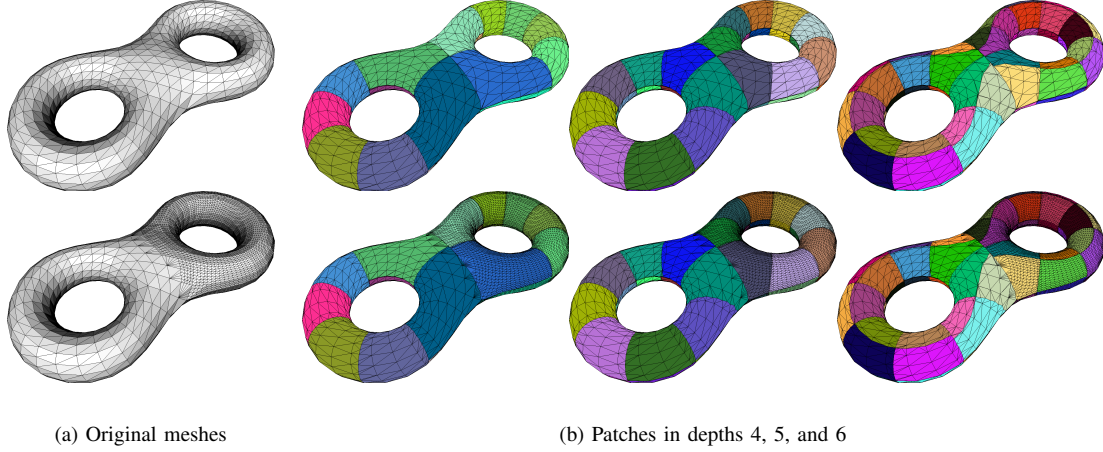 (a) Original meshes
(b) Patches in depths 4, 5, and 6